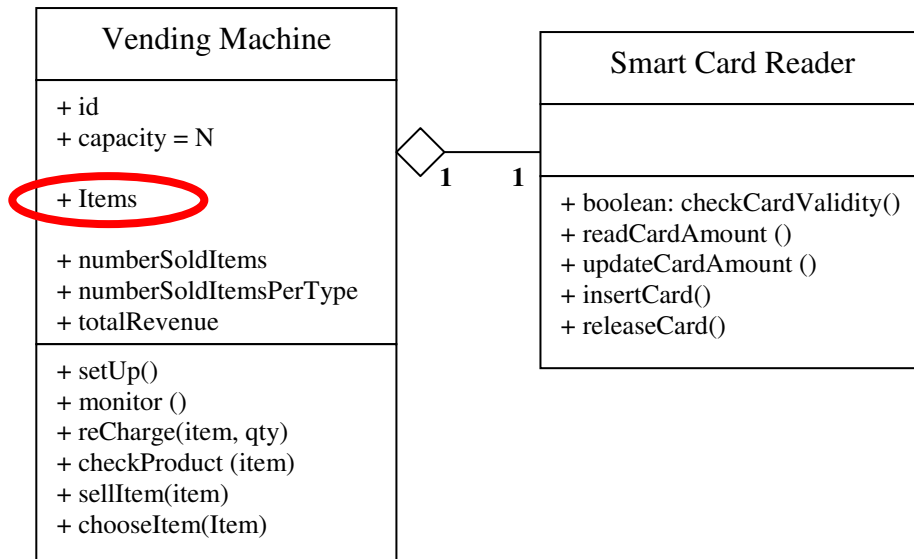 Vending Machine
+ id
+ capacity = N
+ Items
+ numberSoldItems
+ numberSoldItemsPerType
+ totalRevenue
+ setUp()
+ monitor ()
+ reCharge(item, qty)
+ checkProduct (item)
+ sellItem(item)
+ chooseItem(Item)
1
1
Smart Card Reader
+ boolean: checkCardValidity()
+ readCardAmount ()
+ updateCardAmount ()
+ insertCard()
+ releaseCard()